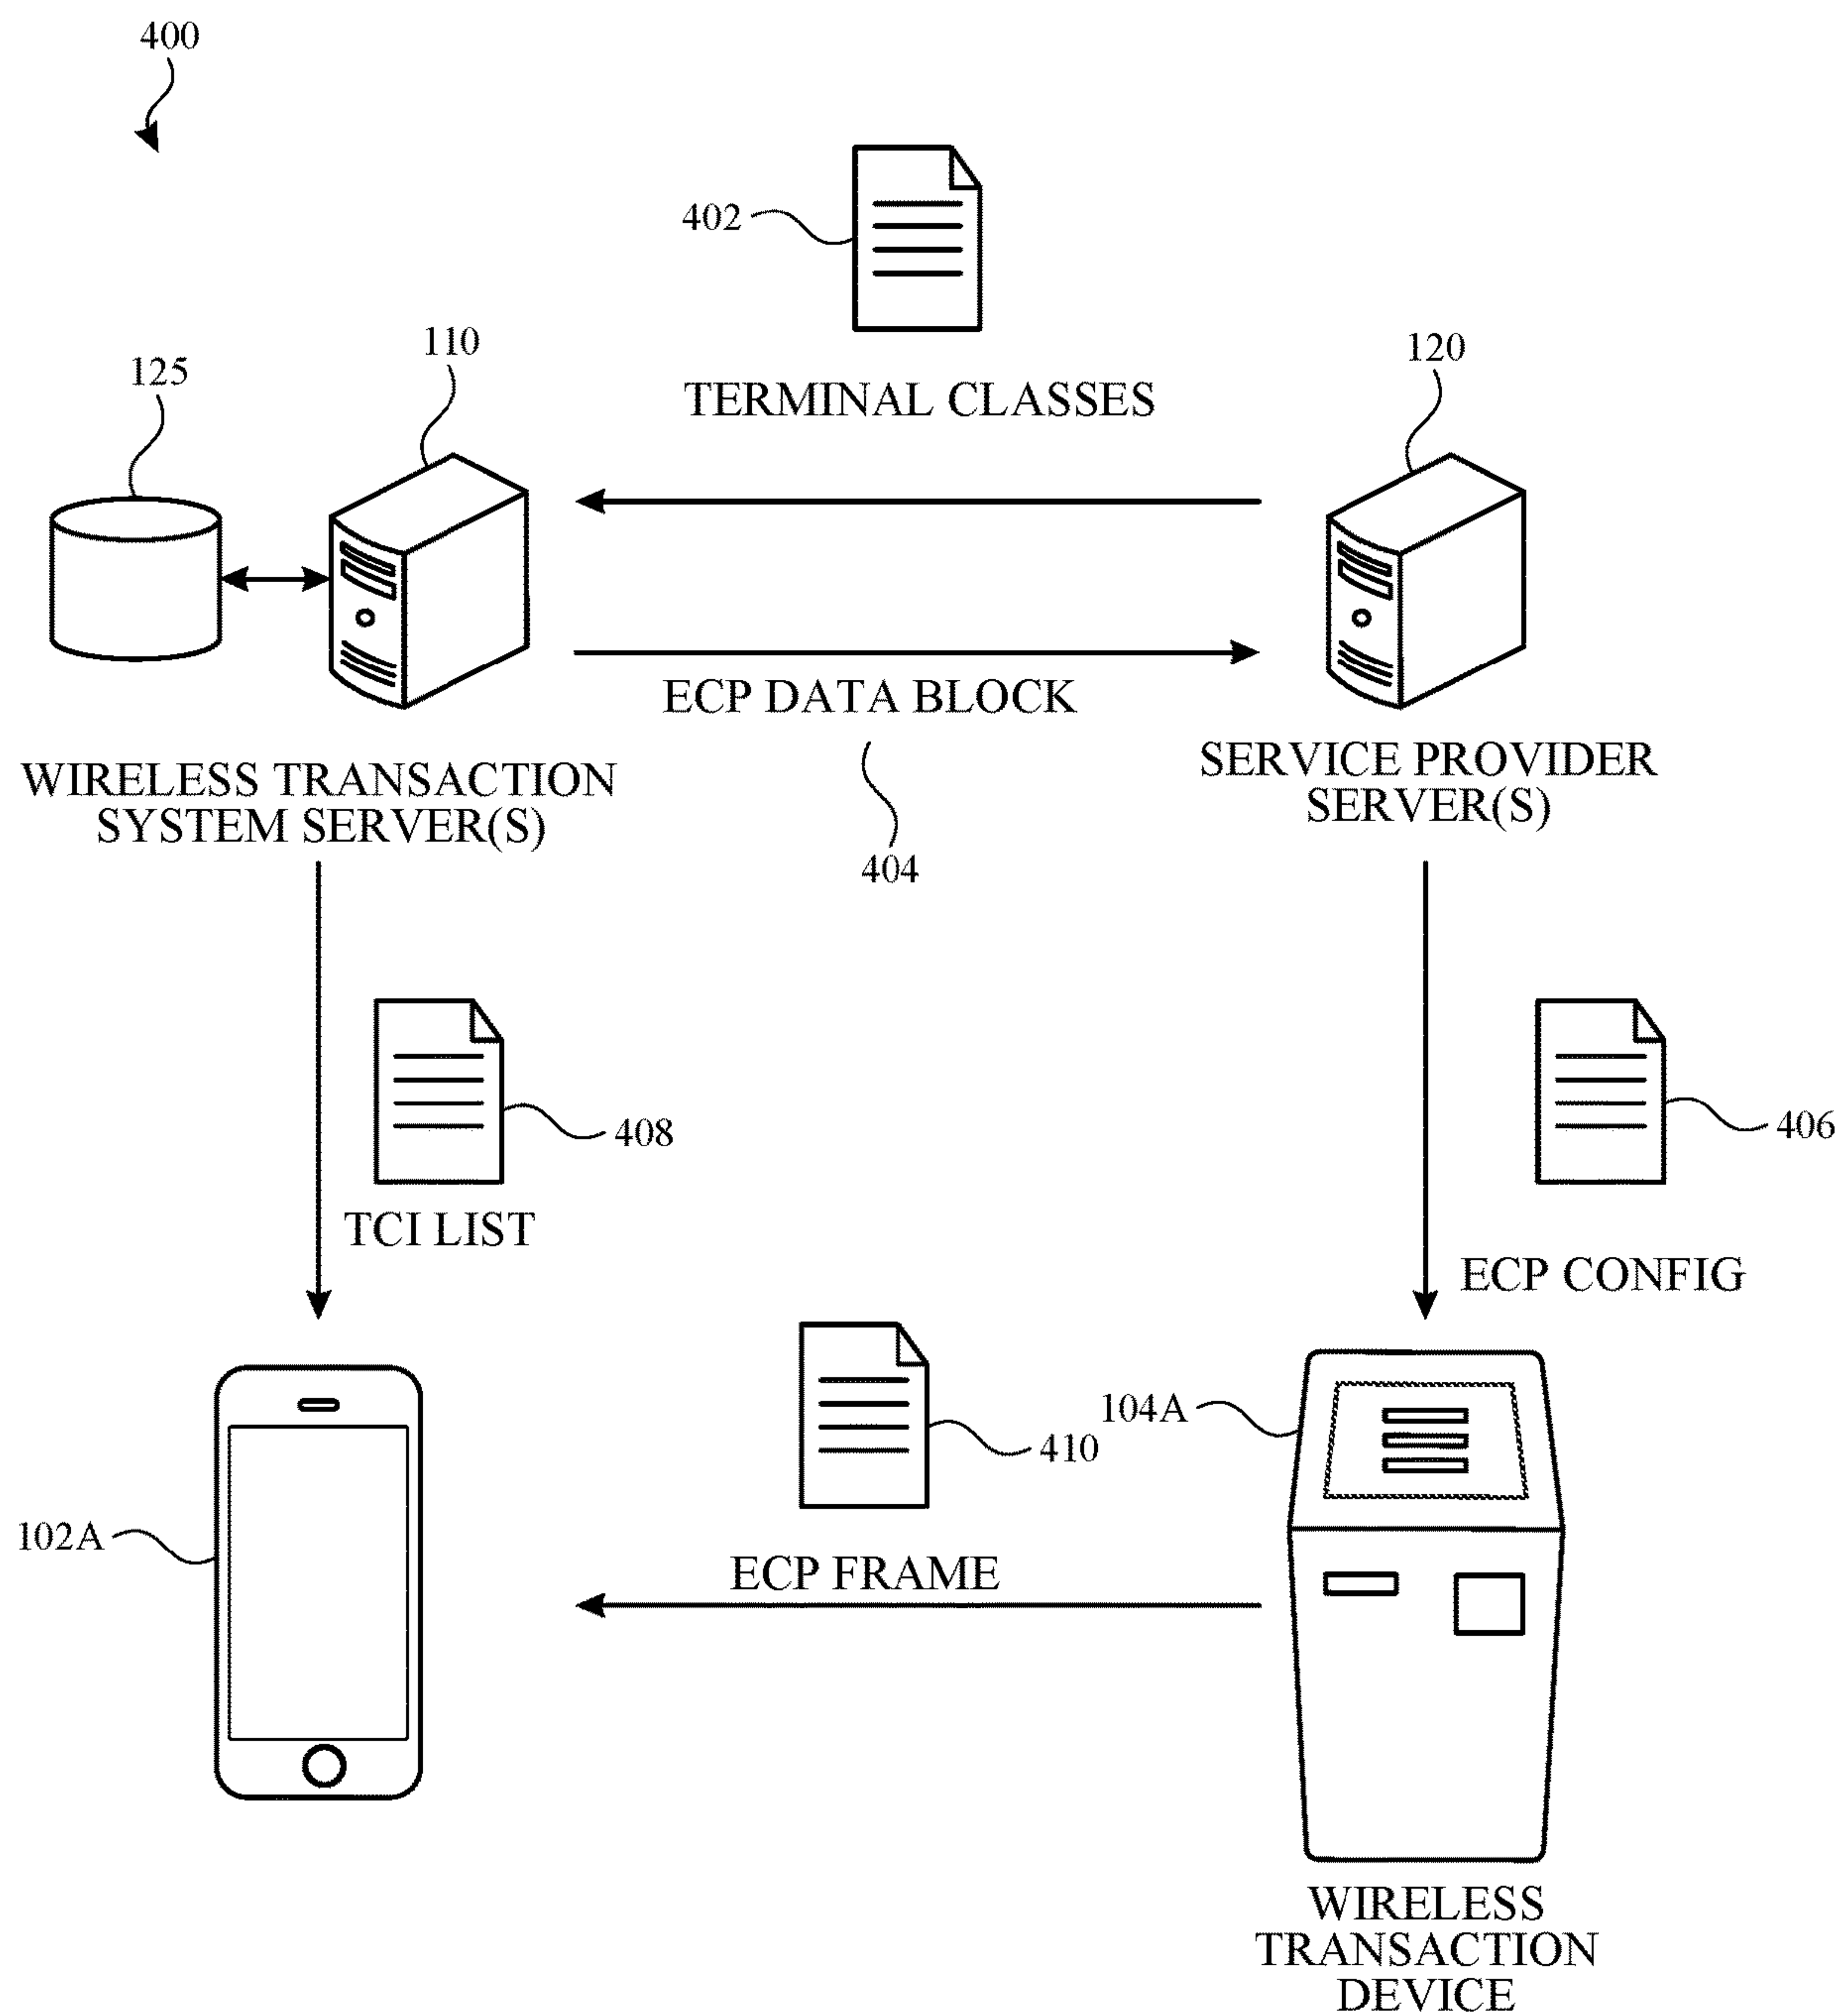 400
402
110
120
125
TERMINAL CLASSES
ECP DATA BLOCK
SERVICE PROVIDER
SERVER(S)
WIRELESS TRANSACTION
SYSTEM SERVER(S)
404
408
406
TCI LIST
ECP CONFIG
104A
410
102A
ECP FRAME
WIRELESS
TRANSACTION
DEVICE